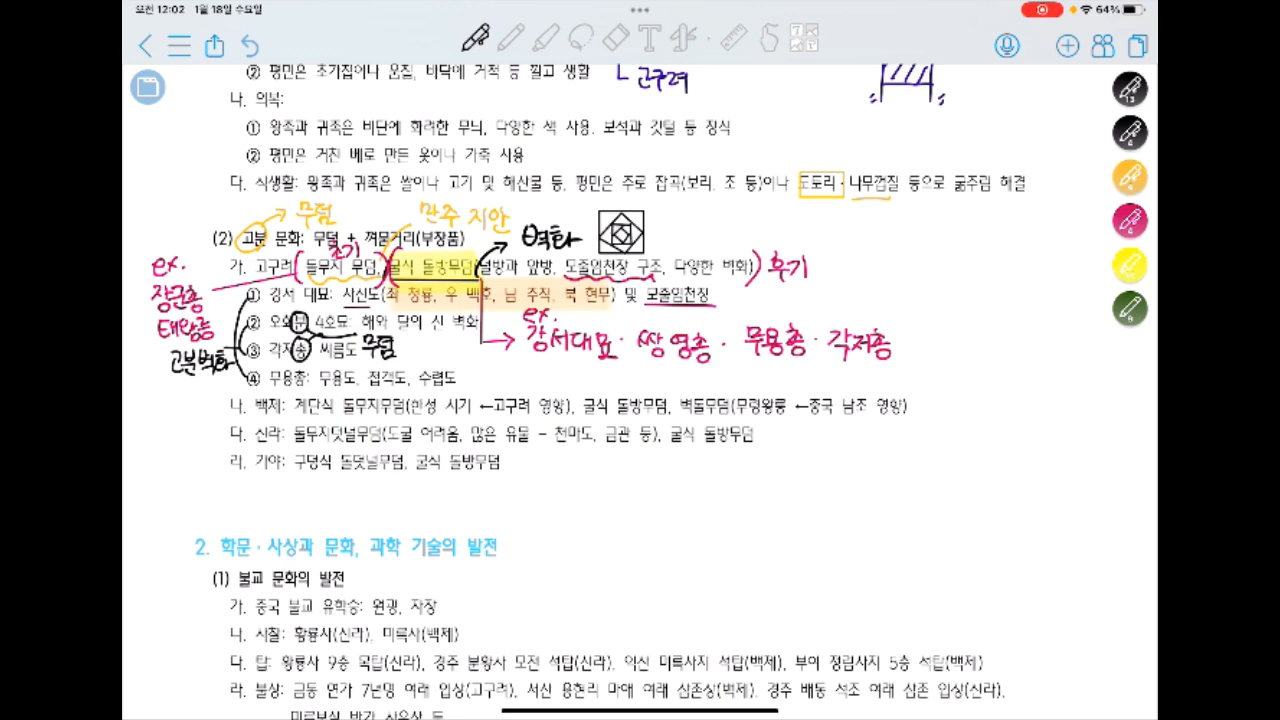 오전 12:02 1월 18일 수요일 64%
② 평민은 초가집이나 움집, 바닥에 거적 등 깔고 생활
고구려
나. 의복:
① 왕족과 귀족은 비단에 화려한 무늬, 다양한 색 사용. 보석과 깃털 등 장식
② 평민은 거친 베로 만든 옷이나 가죽 사용
다. 식생활: 왕족과 귀족은 쌀이나 고기 및 해산물 등, 평민은 주로 잡곡(보리, 조 등)이나 도토리·나무껍질 등으로 굶주림 해결
무덤 만주 지안
(2) 고분 문화: 무덤 + 껴묻거리(부장품) 벽화
초기
가. 고구려(돌무지 무덤, 굴식 돌방무덤(널방과 앞방, 모줄임천장 구조, 다양한 벽화) 후기
ex.
장군총
태왕릉
고분벽화
① 강서 대묘: 사신도(좌 청룡, 우 백호, 남 주작, 북 현무) 및 모줄임천장
② 오회분 4호묘: 해와 달의 신 벽화
ex.
강서대묘 · 쌍영총 · 무용총 · 각저총
③ 각저총: 씨름도 무덤
④ 무용총: 무용도, 접객도, 수렵도
나. 백제: 계단식 돌무지무덤(한성 시기 ←고구려 영향), 굴식 돌방무덤, 벽돌무덤(무령왕릉 ←중국 남조 영향)
다. 신라: 돌무지덧널무덤(도굴 어려움, 많은 유물 - 천마도, 금관 등), 굴식 돌방무덤
라. 가야: 구덩식 돌덧널무덤, 굴식 돌방무덤
2. 학문·사상과 문화, 과학 기술의 발전
(1) 불교 문화의 발전
가. 중국 불교 유학승: 원광, 자장
나. 사찰: 황룡사(신라), 미륵사(백제)
다. 탑: 황룡사 9층 목탑(신라), 경주 분황사 모전 석탑(신라), 익산 미륵사지 석탑(백제), 부여 정림사지 5층 석탑(백제)
라. 불상: 금동 연가 7년명 여래 입상(고구려), 서산 용현리 마애 여래 삼존상(백제), 경주 배동 석조 여래 삼존 입상(신라),
미륵보살 반가 사유상 등